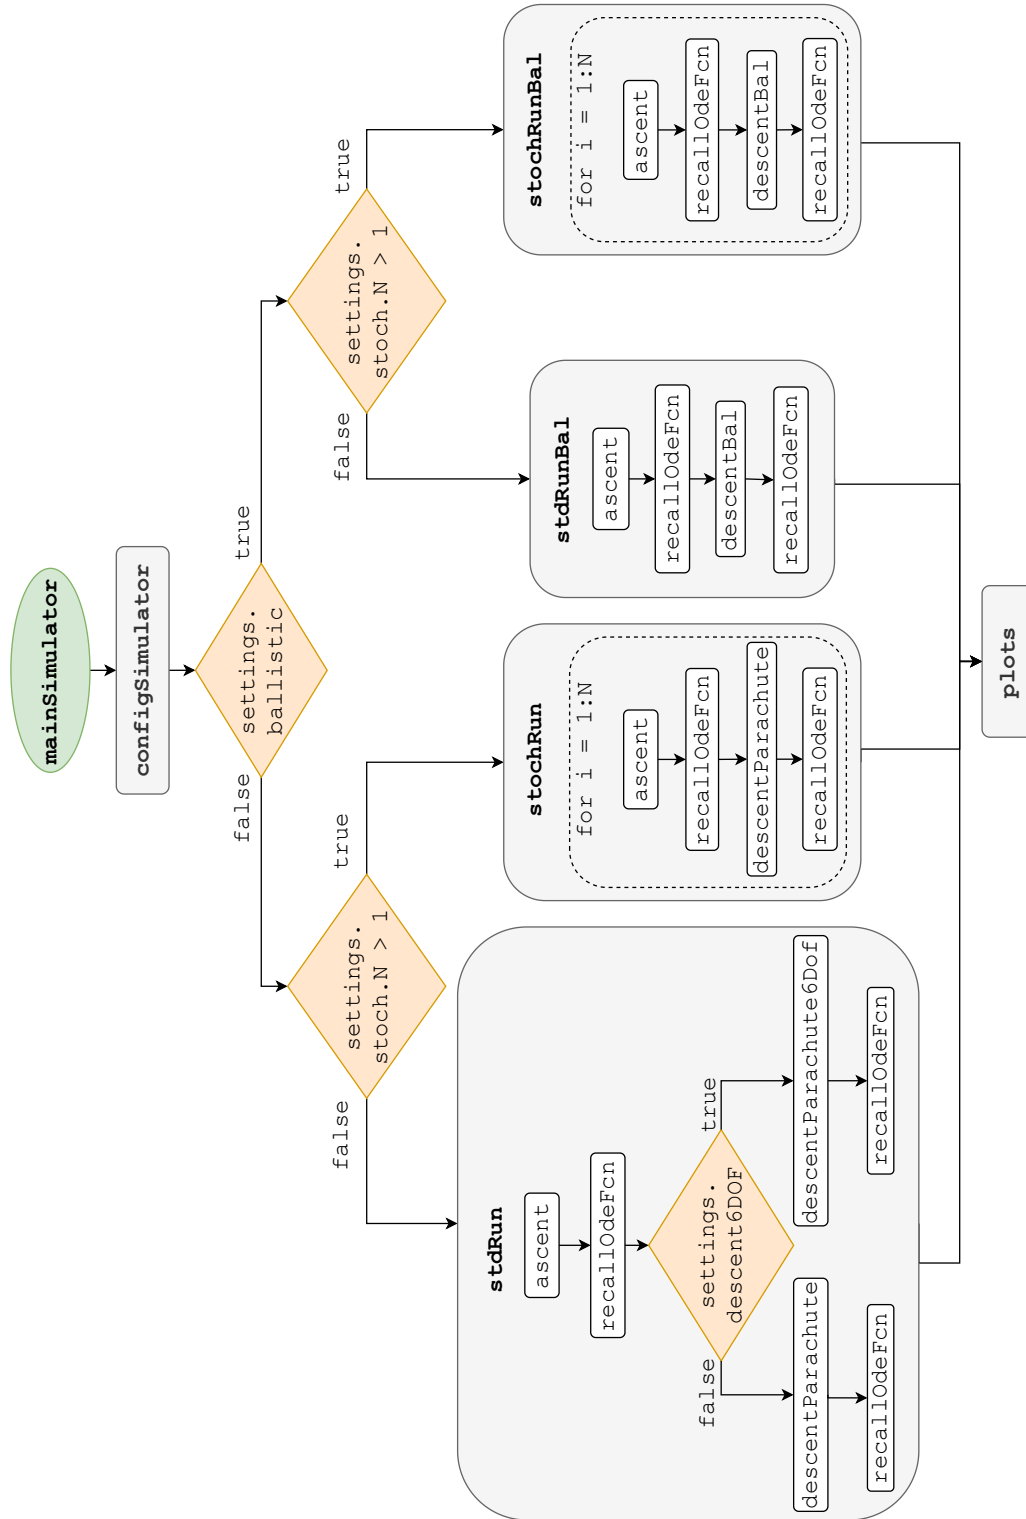 mainSimulator
configSimulator
settings.
ballistic
false
true
settings.
stoch.N > 1
false
true
settings.
stoch.N > 1
false
true
stdRun
ascent
recallOdeFcn
settings.
descent6DOF
false
true
descentParachute
recallOdeFcn
descentParachute6Dof
recallOdeFcn
stochRun
for i = 1:N
ascent
recallOdeFcn
descentParachute
recallOdeFcn
stdRunBal
ascent
recallOdeFcn
descentBal
recallOdeFcn
stochRunBal
for i = 1:N
ascent
recallOdeFcn
descentBal
recallOdeFcn
plots